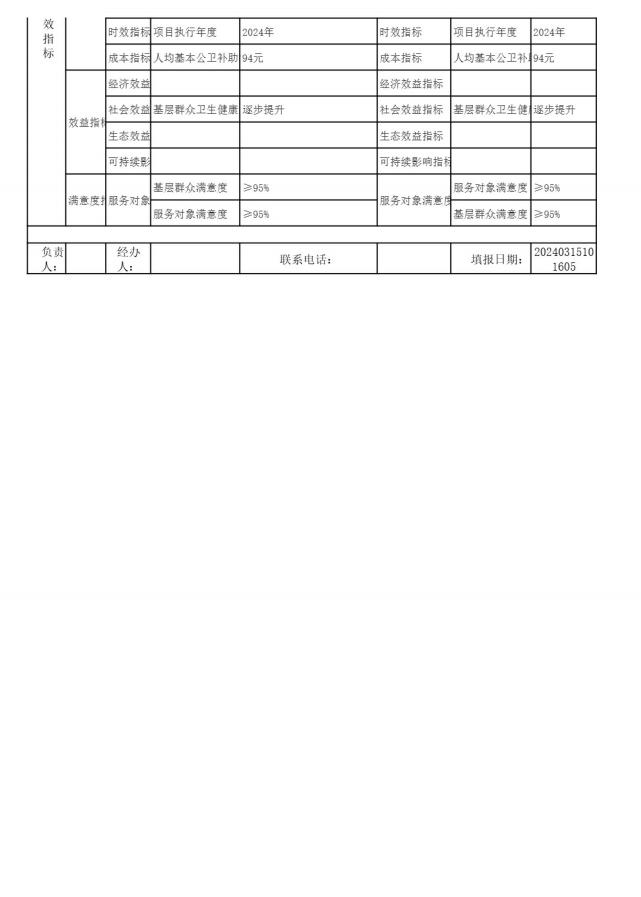 效
指
标
时效指标 项目执行年度 2024年 时效指标 项目执行年度 2024年
成本指标 人均基本公卫补助 94元 成本指标 人均基本公卫补 94元
效益指标
经济效益 经济效益指标
社会效益 基层群众卫生健康 逐步提升 社会效益指标 基层群众卫生健 逐步提升
生态效益 生态效益指标
可持续影 可持续影响指标
满意度 服务对象 基层群众满意度 ≥95% 服务对象满意度 服务对象满意度 ≥95%
服务对象满意度 ≥95% 基层群众满意度 ≥95%
负责
人：
经办
人：
联系电话： 填报日期：
2024031510
1605